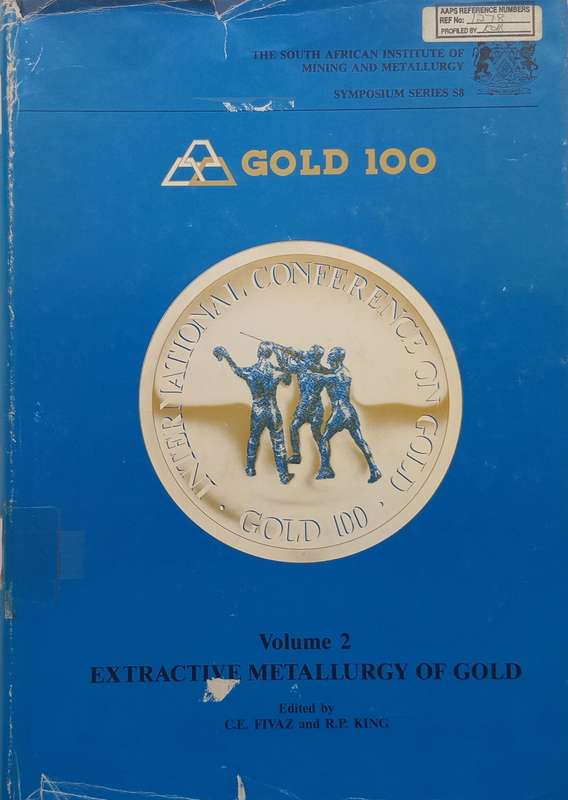 AAPS REFERENCE NUMBERS
REF No: 1278
PROFILED BY
THE SOUTH AFRICAN INSTITUTE OF
MINING AND METALLURGY
SYMPOSIUM SERIES S8
GOLD 100
INTERNATIONAL CONFERENCE ON GOLD
· GOLD 100 ·
Volume 2
EXTRACTIVE METALLURGY OF GOLD
Edited by
C.E. FIVAZ and R.P. KING